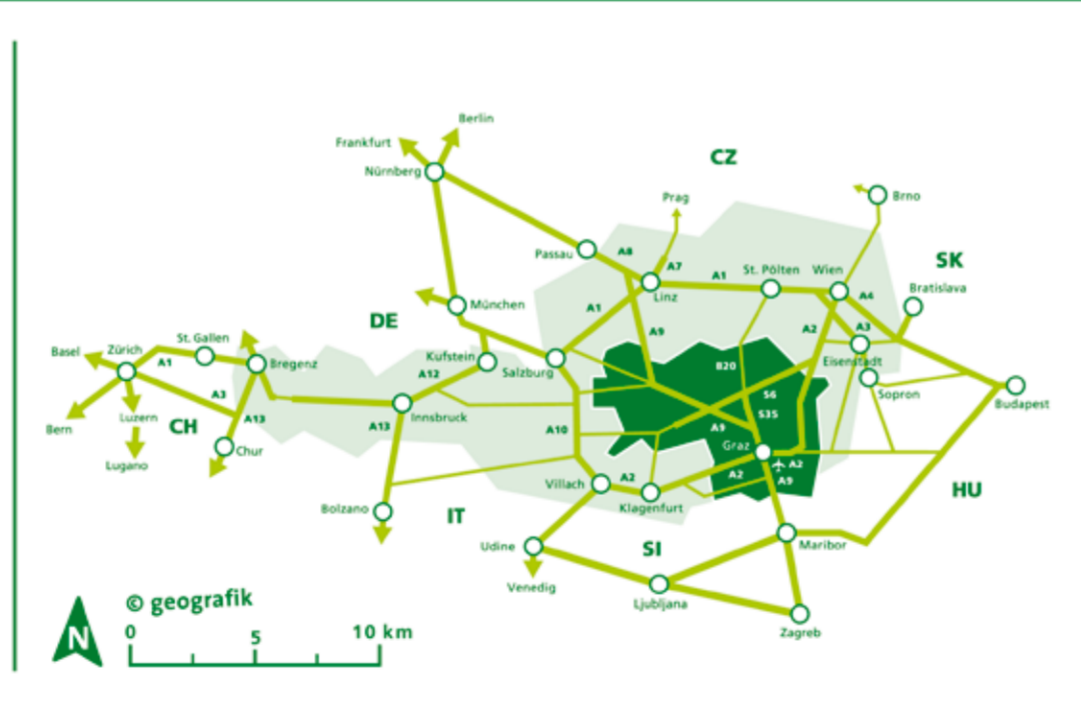 Berlin
Frankfurt
Nürnberg
CZ
Prag
Brno
Passau
A8
A7
A1
St. Pölten
Wien
SK
Bratislava
A4
Linz
München
DE
A1
A9
A2
A3
Eisenstadt
St. Gallen
Zürich
Basel
A1
Bregenz
Kufstein
Salzburg
A12
B20
Sopron
Budapest
A3
A13
Luzern
CH
Bern
Innsbruck
A13
A10
S6
S35
A9
Graz
Chur
Lugano
A2
A2
A2
A9
Villach
Klagenfurt
HU
Bolzano
IT
Udine
SI
Maribor
Venedig
Ljubljana
Zagreb
© geografik
N
0 5 10 km